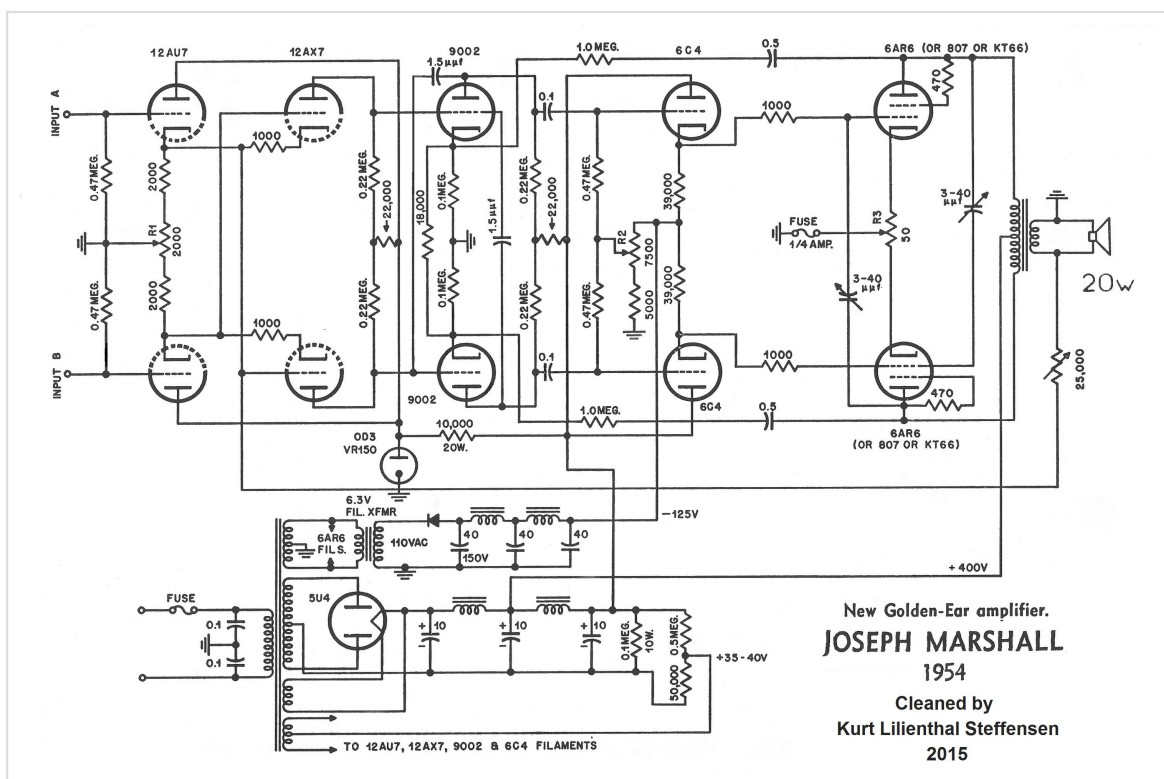 12AU7
12AX7
9002
1.5μμf
1.0 MEG.
6C4
0.5
6AR6 (OR 807 OR KT66)
470
INPUT A
1000
0.1
1000
0.47MEG.
2000
0.22MEG.
18,000
0.1MEG.
0.22MEG.
0.47MEG.
39,000
3-40
μμf
R1
2000
22,000
1.5μμf
22,000
R2
7500
FUSE
1/4 AMP.
R3
50
20w
0.47MEG.
2000
0.22MEG.
0.1MEG.
0.22MEG.
0.47MEG.
5000
39,000
3-40
μμf
1000
1000
25,000
INPUT B
0.1
470
9002
1.0MEG.
6C4
0.5
6AR6
(OR 807 OR KT66)
OD3
VR150
10,000
20W.
6.3V
FIL. XFMR
-125V
6AR6
FILS.
110VAC
40
150V
40
40
+400V
FUSE
5U4
0.1
0.1
+ 10 -
+ 10 -
+ 10 -
0.1MEG.
10W.
0.5MEG.
50,000
+35-40V
TO 12AU7, 12AX7, 9002 & 6C4 FILAMENTS
New Golden-Ear amplifier.
JOSEPH MARSHALL
1954
Cleaned by
Kurt Lilienthal Steffensen
2015